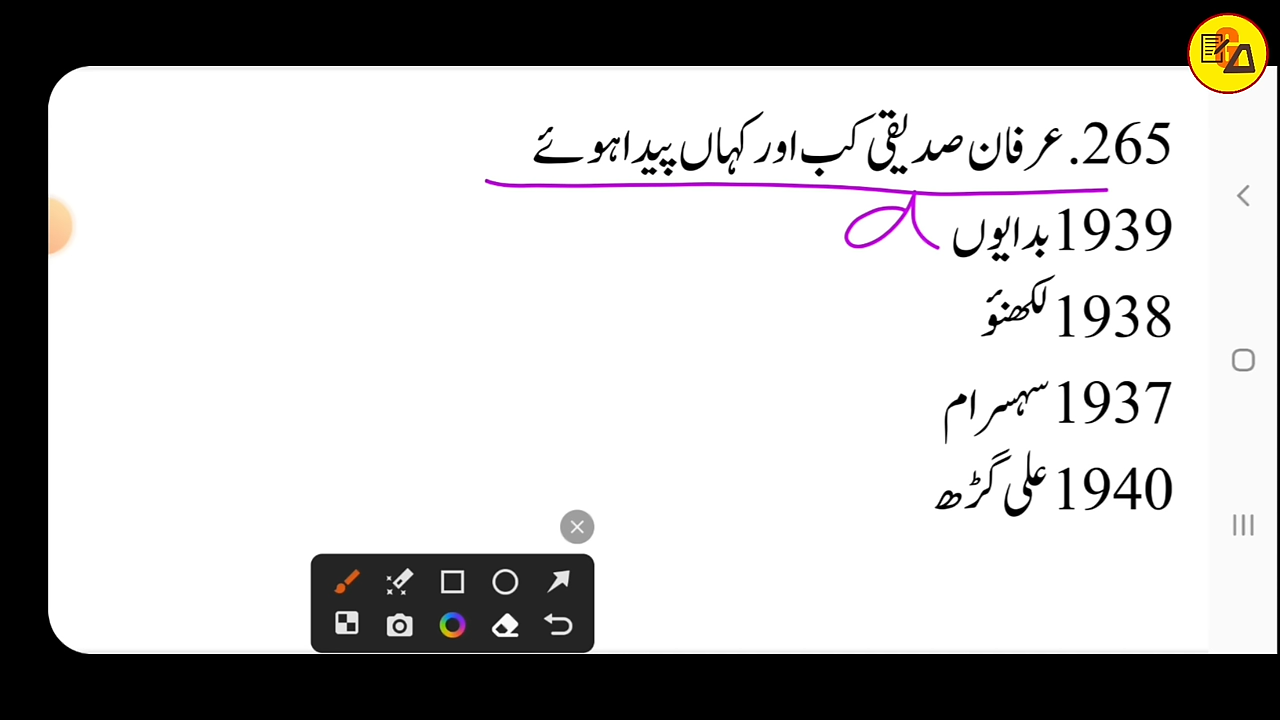 265. عرفان صدیقی کب اور کہاں پیدا ہوئے
1939 بدایوں
1938 لکھنؤ
1937 سہسرام
1940 علی گڑھ